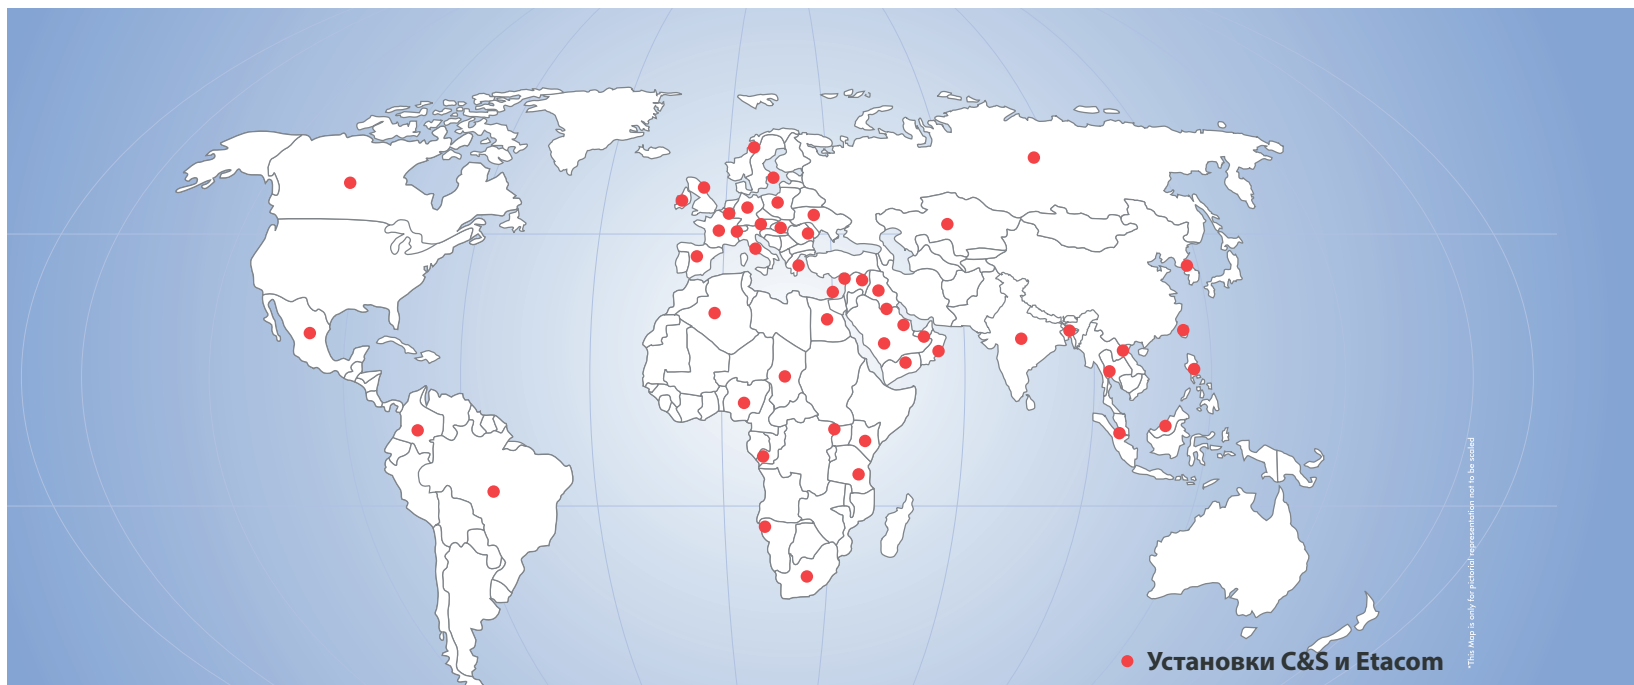 *This Map is only for pictorial representation not to be scaled
Установки C&S и Etacom